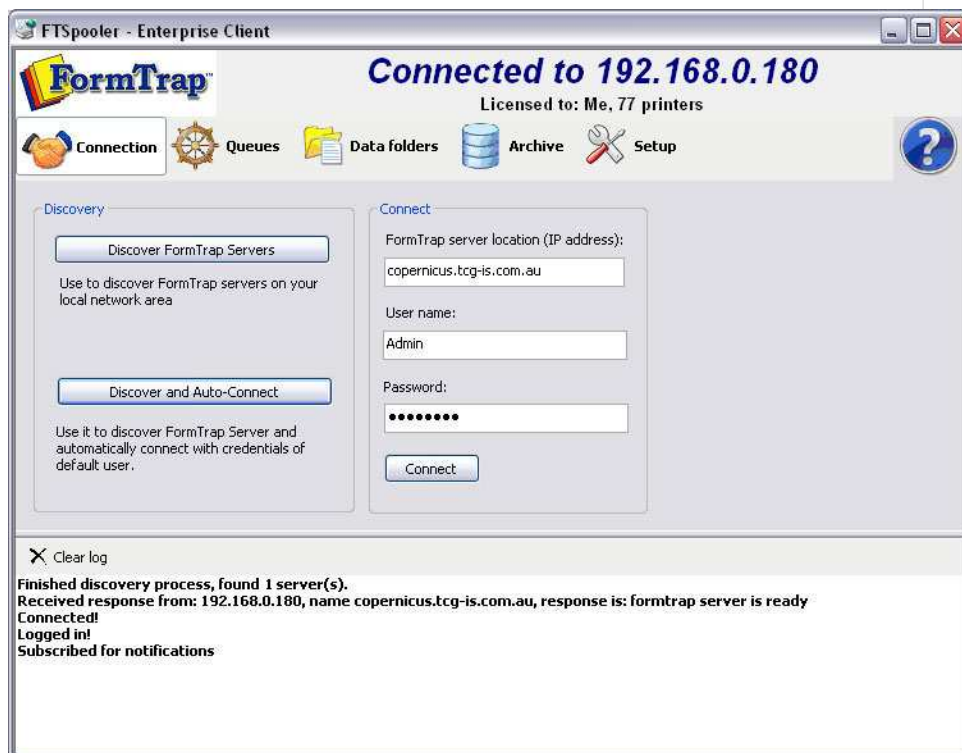 FTSpooler - Enterprise Client
FormTrap™
Connected to 192.168.0.180
Licensed to: Me, 77 printers
Connection
Queues
Data folders
Archive
Setup
?
Discovery
Discover FormTrap Servers
Use to discover FormTrap servers on your
local network area
Discover and Auto-Connect
Use it to discover FormTrap Server and
automatically connect with credentials of
default user.
Connect
FormTrap server location (IP address):
copernicus.tcg-is.com.au
User name:
Admin
Password:
●●●●●●●●
Connect
Clear log
Finished discovery process, found 1 server(s).
Received response from: 192.168.0.180, name copernicus.tcg-is.com.au, response is: formtrap server is ready
Connected!
Logged in!
Subscribed for notifications